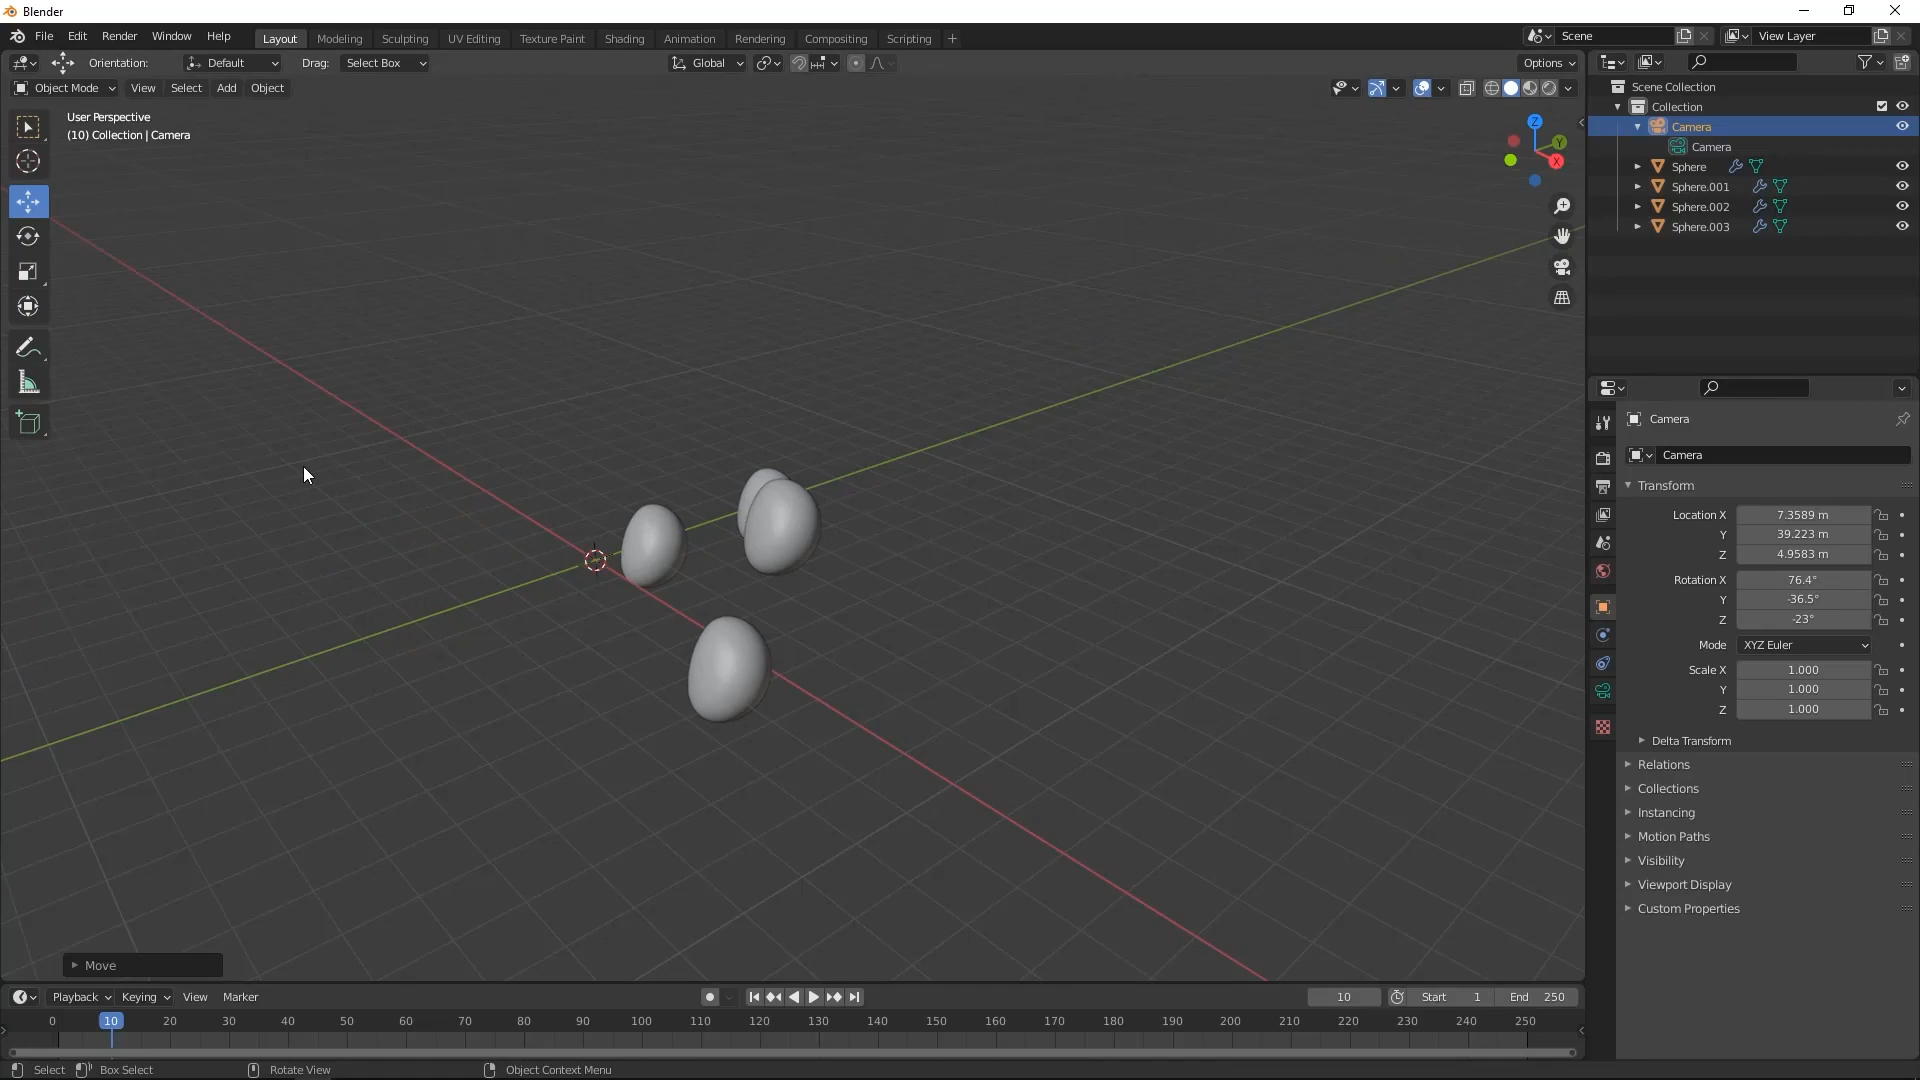 Blender
File Edit Render Window Help Layout Modeling Sculpting UV Editing Texture Paint Shading Animation Rendering Compositing Scripting + Scene View Layer
Orientation: Default Drag: Select Box Global Options
Object Mode View Select Add Object
User Perspective
(10) Collection | Camera
Z
Y
X
Scene Collection
Collection
Camera
Camera
Sphere
Sphere.001
Sphere.002
Sphere.003
Camera
Camera
Transform
Location X 7.3589 m
Y 39.223 m
Z 4.9583 m
Rotation X 76.4°
Y -36.5°
Z -23°
Mode XYZ Euler
Scale X 1.000
Y 1.000
Z 1.000
Delta Transform
Relations
Collections
Instancing
Motion Paths
Visibility
Viewport Display
Custom Properties
Move
Playback Keying View Marker 10 Start 1 End 250
0 10 20 30 40 50 60 70 80 90 100 110 120 130 140 150 160 170 180 190 200 210 220 230 240 250
Select Box Select Rotate View Object Context Menu